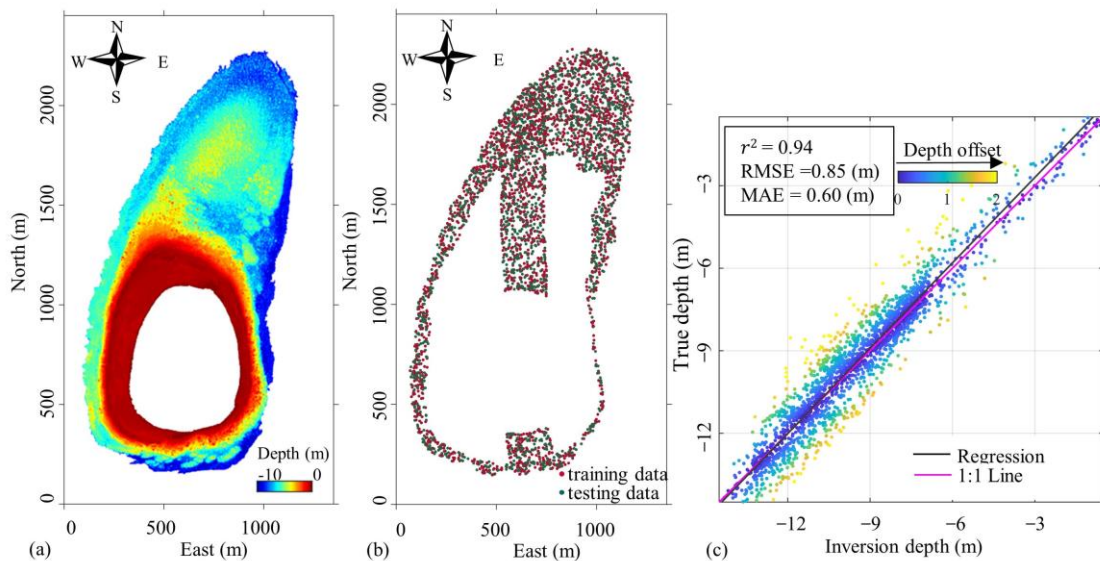 N
W E
S
2000
1500
1000
500
0
North (m)
Depth (m)
-10 0
0 500 1000
East (m)
(a)
N
W E
S
2000
1500
1000
500
0
North (m)
training data
testing data
0 500 1000
East (m)
(b)
r² = 0.94
RMSE =0.85 (m)
MAE = 0.60 (m)
Depth offset
0 1 2
−3
−6
−9
−12
True depth (m)
Regression
1:1 Line
−12 −9 −6 −3
Inversion depth (m)
(c)